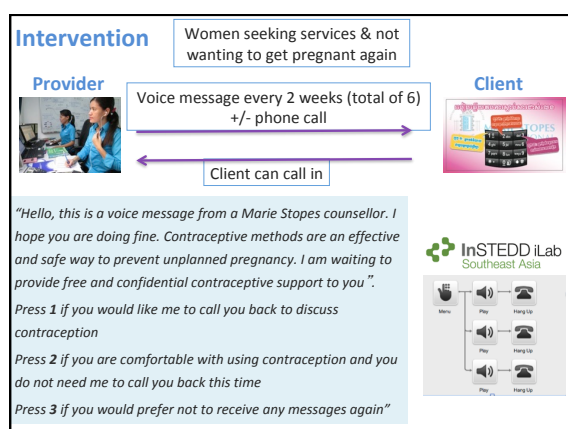 Intervention
Women seeking services & not
wanting to get pregnant again
Provider
Client
Voice message every 2 weeks (total of 6)
+/- phone call
Client can call in
“Hello, this is a voice message from a Marie Stopes counsellor. I
hope you are doing fine. Contraceptive methods are an effective
and safe way to prevent unplanned pregnancy. I am waiting to
provide free and confidential contraceptive support to you”.
Press 1 if you would like me to call you back to discuss
contraception
Press 2 if you are comfortable with using contraception and you
do not need me to call you back this time
Press 3 if you would prefer not to receive any messages again”
InSTEDD iLab
Southeast Asia
Menu
Play
Hang Up
Play
Hang Up
Play
Hang Up